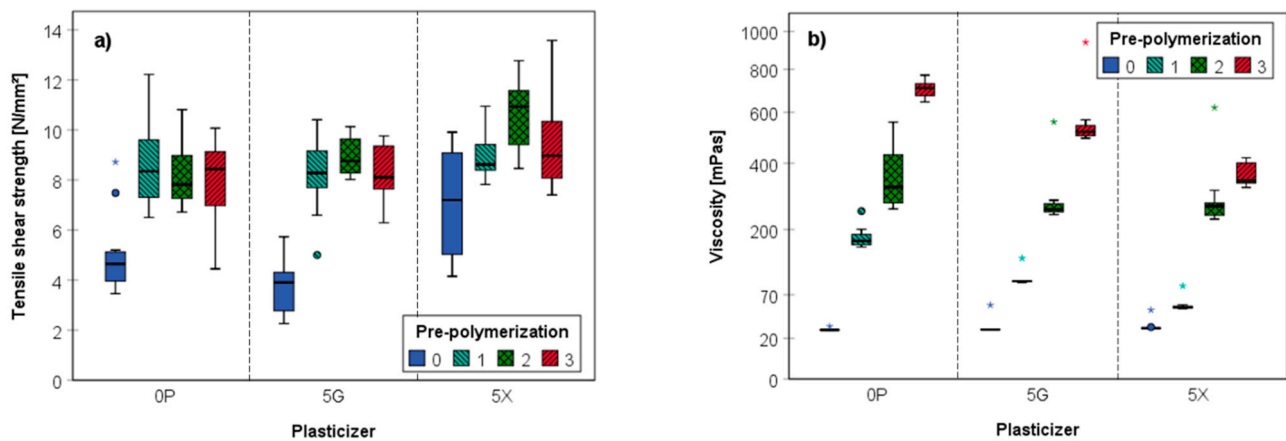 a)
Tensile shear strength [N/mm²]
14
12
10
8
6
4
2
0
Pre-polymerization
0 1 2 3
0P 5G 5X
Plasticizer
b)
Viscosity [mPas]
1000
800
600
400
200
70
20
0
Pre-polymerization
0 1 2 3
0P 5G 5X
Plasticizer